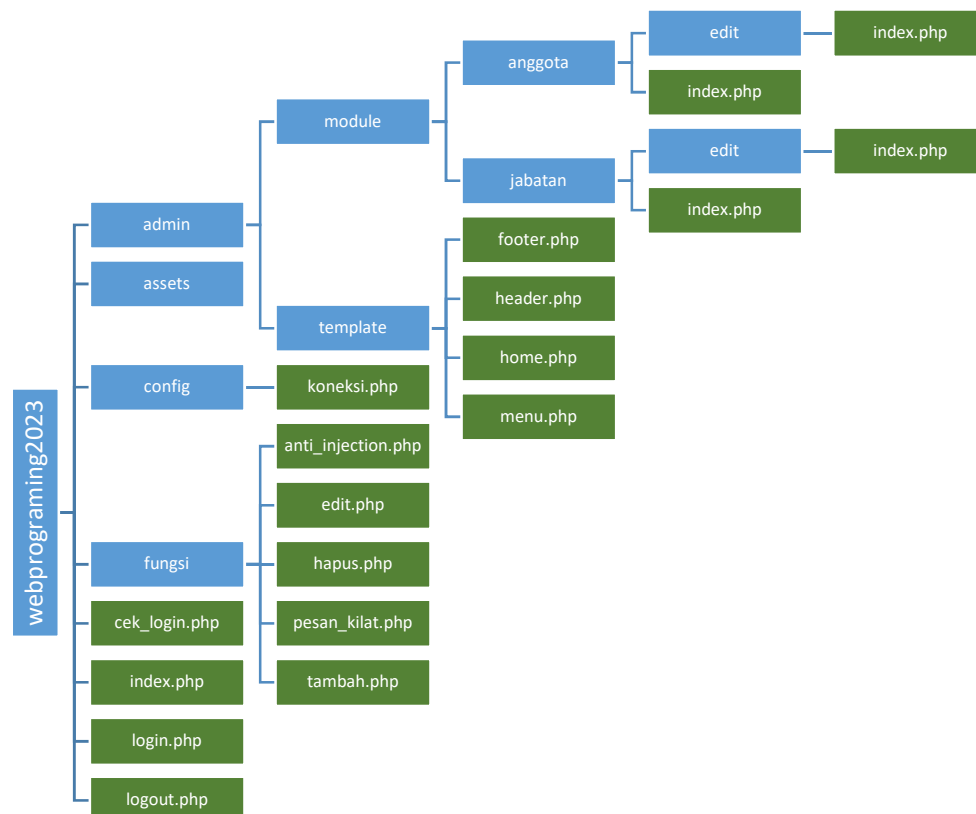 webprograming2023
admin
module
anggota
edit
index.php
index.php
jabatan
edit
index.php
index.php
template
footer.php
header.php
home.php
menu.php
assets
config
koneksi.php
fungsi
anti_injection.php
edit.php
hapus.php
pesan_kilat.php
tambah.php
cek_login.php
index.php
login.php
logout.php